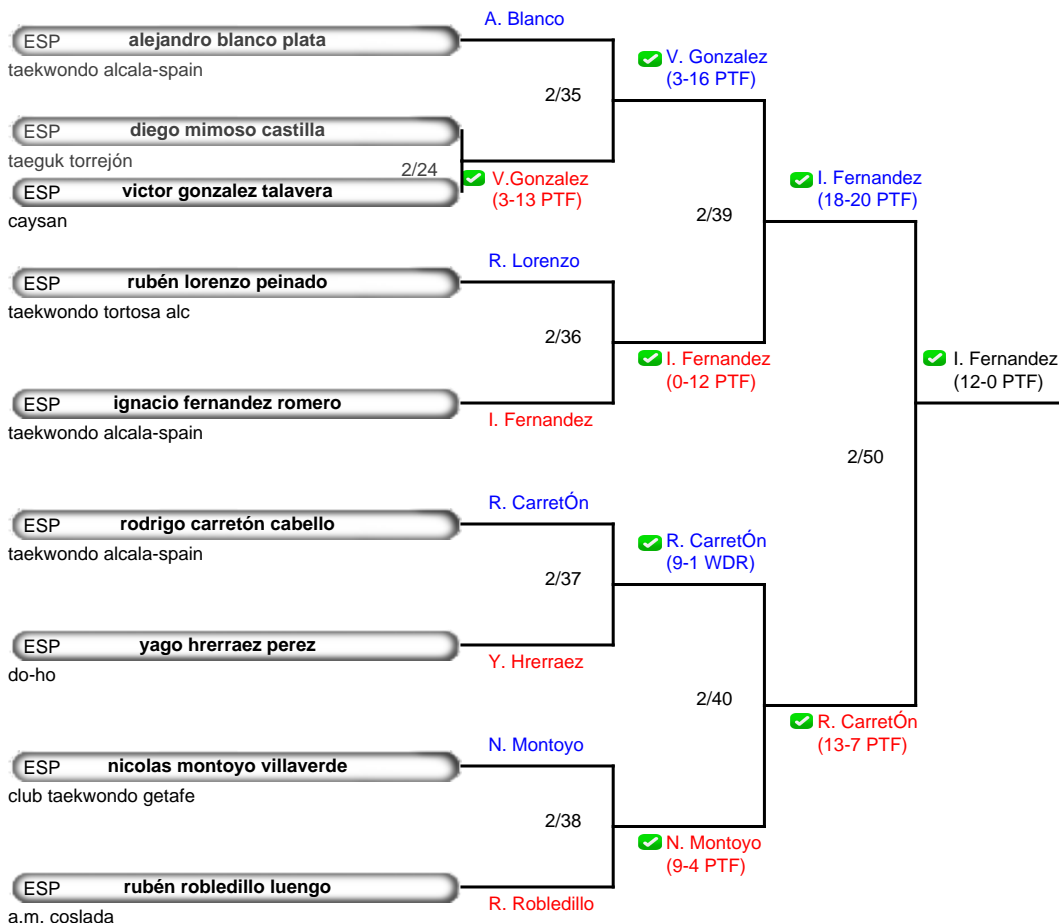 A. Blanco
ESP alejandro blanco plata
taekwondo alcala-spain
V. Gonzalez
(3-16 PTF)
2/35
ESP diego mimoso castilla
taeguk torrejón
2/24
ESP victor gonzalez talavera
caysan
V.Gonzalez
(3-13 PTF)
I. Fernandez
(18-20 PTF)
2/39
R. Lorenzo
ESP rubén lorenzo peinado
taekwondo tortosa alc
2/36
I. Fernandez
(0-12 PTF)
I. Fernandez
(12-0 PTF)
ESP ignacio fernandez romero
taekwondo alcala-spain
I. Fernandez
2/50
R. CarretÓn
ESP rodrigo carretón cabello
taekwondo alcala-spain
R. CarretÓn
(9-1 WDR)
2/37
ESP yago hrerraez perez
do-ho
Y. Hrerraez
2/40
R. CarretÓn
(13-7 PTF)
N. Montoyo
ESP nicolas montoyo villaverde
club taekwondo getafe
2/38
N. Montoyo
(9-4 PTF)
ESP rubén robledillo luengo
a.m. coslada
R. Robledillo